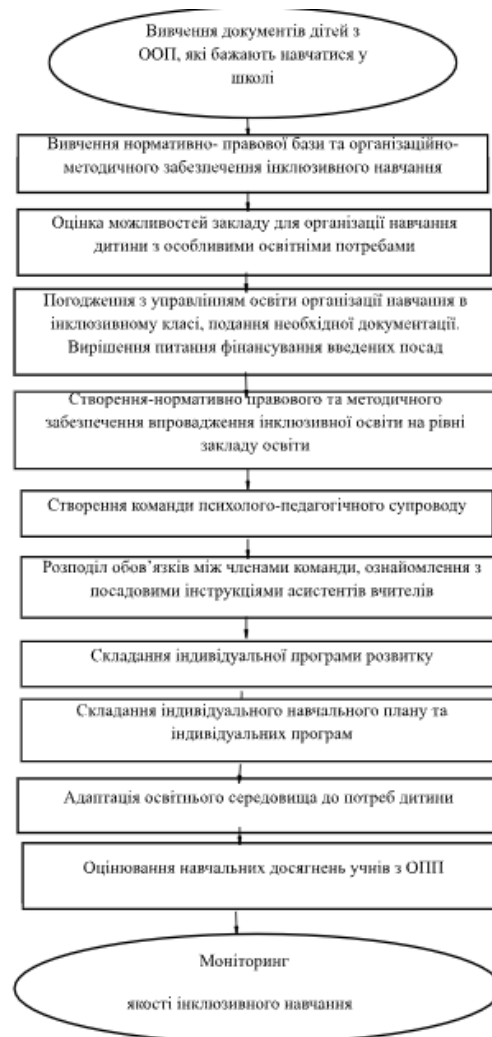 Вивчення документів дітей з
ООП, які бажають навчатися у
школі
Вивчення нормативно- правової бази та організаційно-
методичного забезпечення інклюзивного навчання
Оцінка можливостей закладу для організації навчання
дитини з особливими освітніми потребами
Погодження з управлінням освіти організації навчання в
інклюзивному класі, подання необхідної документації.
Вирішення питання фінансування введених посад
Створення-нормативно правового та методичного
забезпечення впровадження інклюзивної освіти на рівні
закладу освіти
Створення команди психолого-педагогічного супроводу
Розподіл обов’язків між членами команди, ознайомлення з
посадовими інструкціями асистентів вчителів
Складання індивідуальної програми розвитку
Складання індивідуального навчального плану та
індивідуальних програм
Адаптація освітнього середовища до потреб дитини
Оцінювання навчальних досягнень учнів з ОПП
Моніторинг
якості інклюзивного навчання